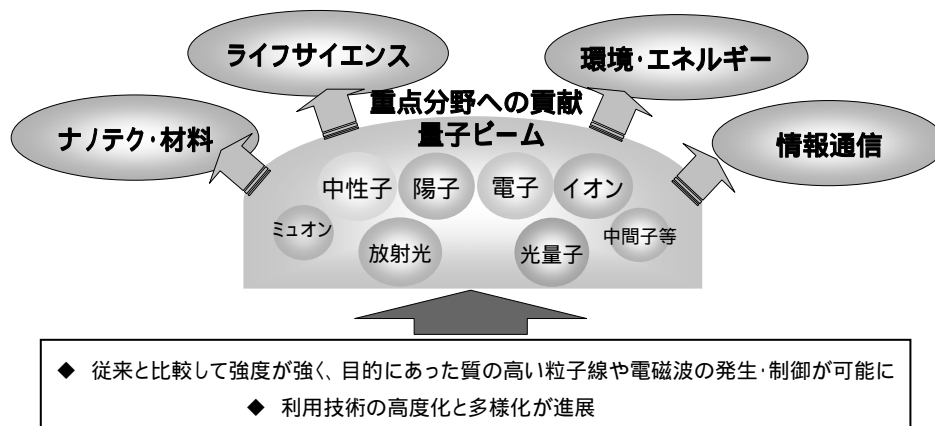 ライフサイエンス
環境・エネルギー
重点分野への貢献
ナノテク・材料
量子ビーム
情報通信
中性子
陽子
電子
イオン
ミュオン
中間子等
放射光
光量子
◆ 従来と比較して強度が強く、目的にあった質の高い粒子線や電磁波の発生・制御が可能に
◆ 利用技術の高度化と多様化が進展